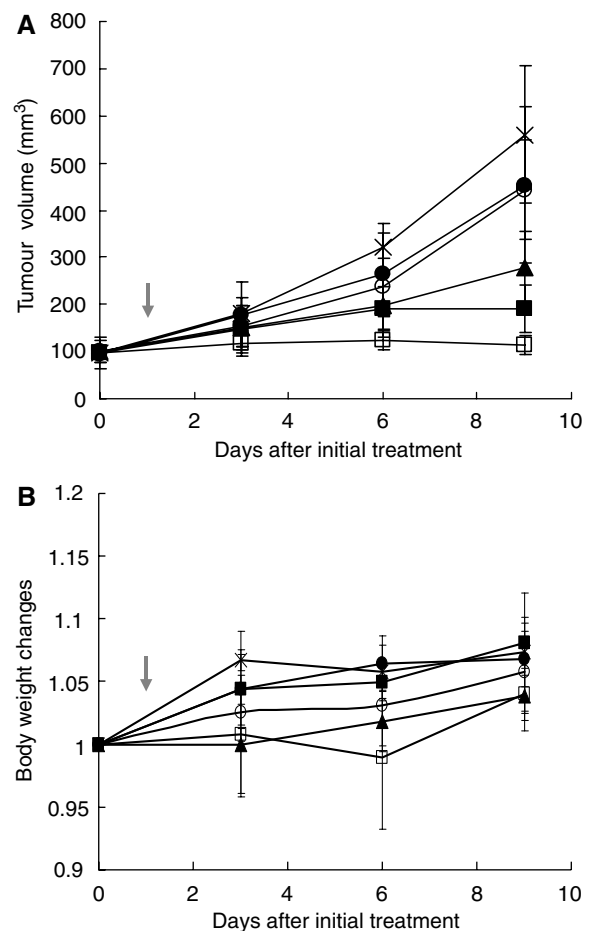 A
800
700
600
500
400
300
200
100
0
Tumour volume (mm³)
0 2 4 6 8 10
Days after initial treatment
B
1.2
1.15
1.1
1.05
1
0.95
0.9
Body weight changes
0 2 4 6 8 10
Days after initial treatment